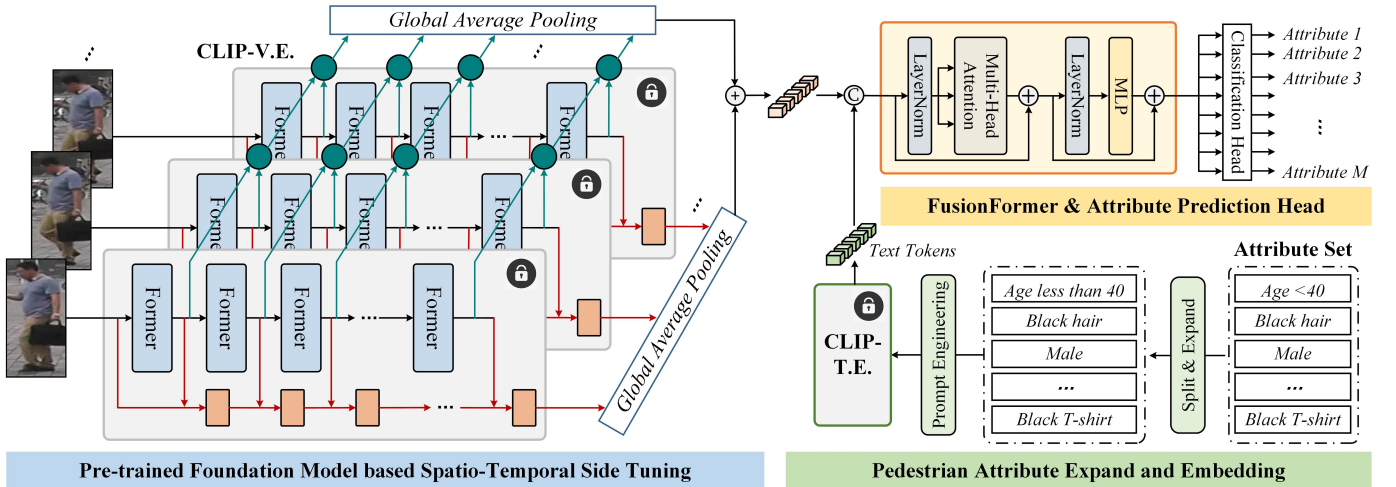 Global Average Pooling
CLIP-V.E.
Former
Former
Former
...
Former
Former
Former
Former
...
Former
Former
Former
Former
...
...
Former
...
Global Average Pooling
Pre-trained Foundation Model based Spatio-Temporal Side Tuning
+
C
LayerNorm
Multi-Head
Attention
+
LayerNorm
MLP
+
Classification Head
Attribute 1
Attribute 2
Attribute 3
...
Attribute M
FusionFormer & Attribute Prediction Head
Text Tokens
CLIP-
T.E.
Prompt Engineering
Age less than 40
Black hair
Male
...
Black T-shirt
Split & Expand
Attribute Set
Age <40
Black hair
Male
...
Black T-shirt
Pedestrian Attribute Expand and Embedding